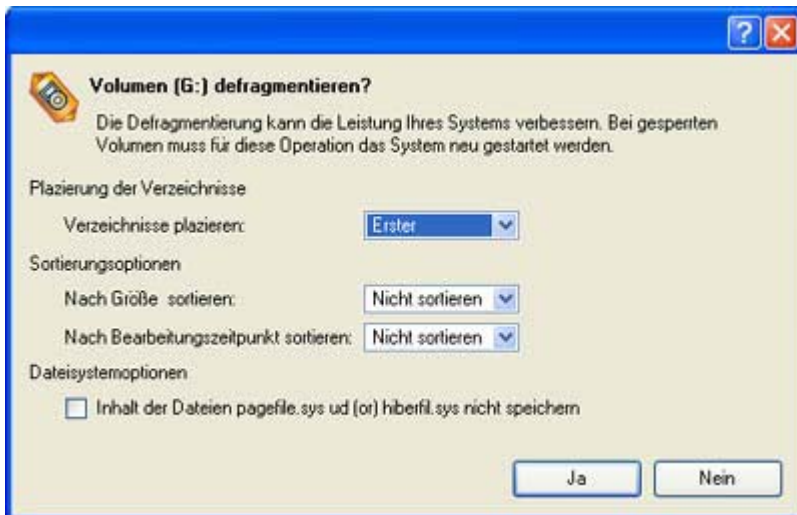 Volumen (G:) defragmentieren?
Die Defragmentierung kann die Leistung Ihres Systems verbessern. Bei gesperrten
Volumen muss für diese Operation das System neu gestartet werden.
Plazierung der Verzeichnisse
Verzeichnisse plazieren: Erster
Sortierungsoptionen
Nach Größe sortieren: Nicht sortieren
Nach Bearbeitungszeitpunkt sortieren: Nicht sortieren
Dateisystemoptionen
Inhalt der Dateien pagefile.sys ud (or) hiberfil.sys nicht speichern
Ja Nein